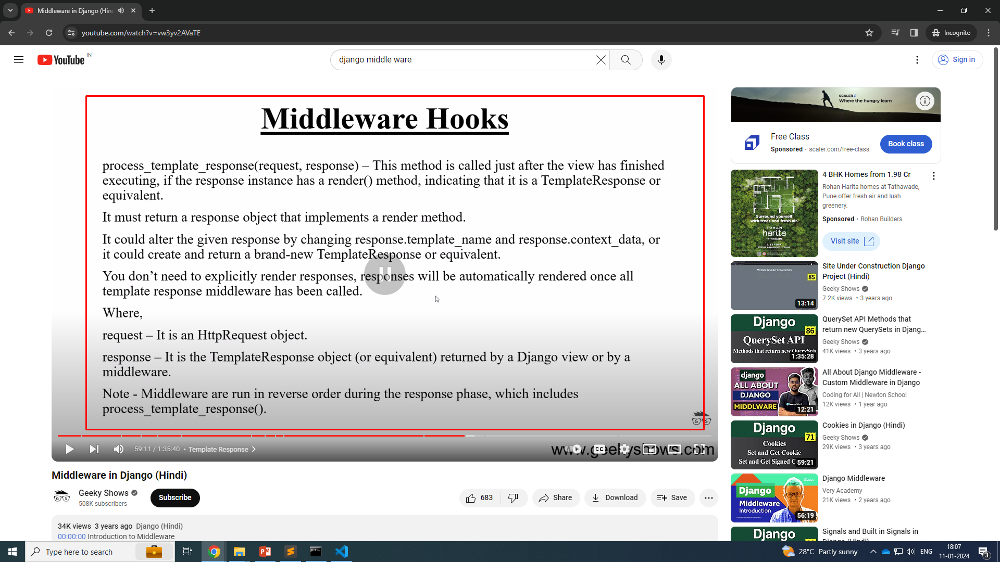 Middleware in Django (Hin
youtube.com/watch?v=vw3yv2AVaTE
Incognito
YouTube IN
django middle ware
Sign in
Middleware Hooks
process_template_response(request, response) – This method is called just after the view has finished
executing, if the response instance has a render() method, indicating that it is a TemplateResponse or
equivalent.
It must return a response object that implements a render method.
It could alter the given response by changing response.template_name and response.context_data, or
it could create and return a brand-new TemplateResponse or equivalent.
You don’t need to explicitly render responses, responses will be automatically rendered once all
template response middleware has been called.
Where,
request – It is an HttpRequest object.
response – It is the TemplateResponse object (or equivalent) returned by a Django view or by a
middleware.
Note - Middleware are run in reverse order during the response phase, which includes
process_template_response().
G S
59:11 / 1:35:40 • Template Response
www.geekyshows.com
Middleware in Django (Hindi)
Geeky Shows
508K subscribers
Subscribe
683
Share
Download
Save
34K views 3 years ago Django (Hindi)
00:00:00 Introduction to Middleware
SCALER
Where the hungry learn
Free Class
Sponsored · scaler.com/free-class
Book class
Surround yourself
with trees and fresh air.
ROHAN
harita
TATHAWADE
4 BHK Homes from 1.98 Cr
Rohan Harita homes at Tathawade,
Pune offer fresh air and lush
greenery.
Sponsored · Rohan Builders
Visit site
Website is Under Construction
85
13:14
Site Under Construction Django
Project (Hindi)
Geeky Shows
7.2K views • 3 years ago
Django
86
QuerySet API
Methods that return new QuerySets
1:35:28
QuerySet API Methods that
return new QuerySets in Djang...
Geeky Shows
41K views • 3 years ago
django
ALL ABOUT
DJANGO
MIDDLWARE
12:21
All About Django Middleware -
Custom Middleware in Django
Coding for All | Newton School
12K views • 1 year ago
Django
71
Cookies
Set and Get Cookie
Set and Get Signed C
59:21
Cookies in Django (Hindi)
Geeky Shows
29K views • 3 years ago
Django
Middleware
Introduction
56:19
Django Middleware
Very Academy
21K views • 2 years ago
Django
Signals and Built in Signals in
Django (Hindi)
Type here to search
28°C Partly sunny
ENG
18:07
11-01-2024
3